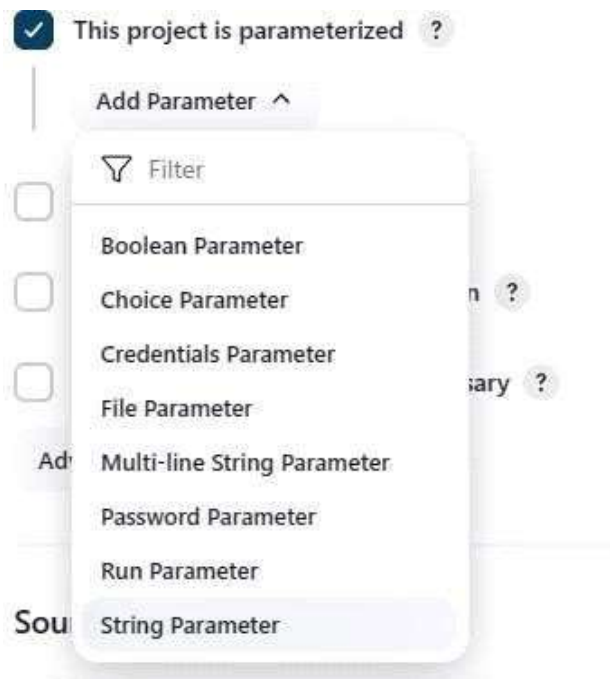 This project is parameterized ?
Add Parameter
Filter
Boolean Parameter
Choice Parameter
n ?
Credentials Parameter
sary ?
File Parameter
Adv
Multi-line String Parameter
Password Parameter
Run Parameter
Sou
String Parameter